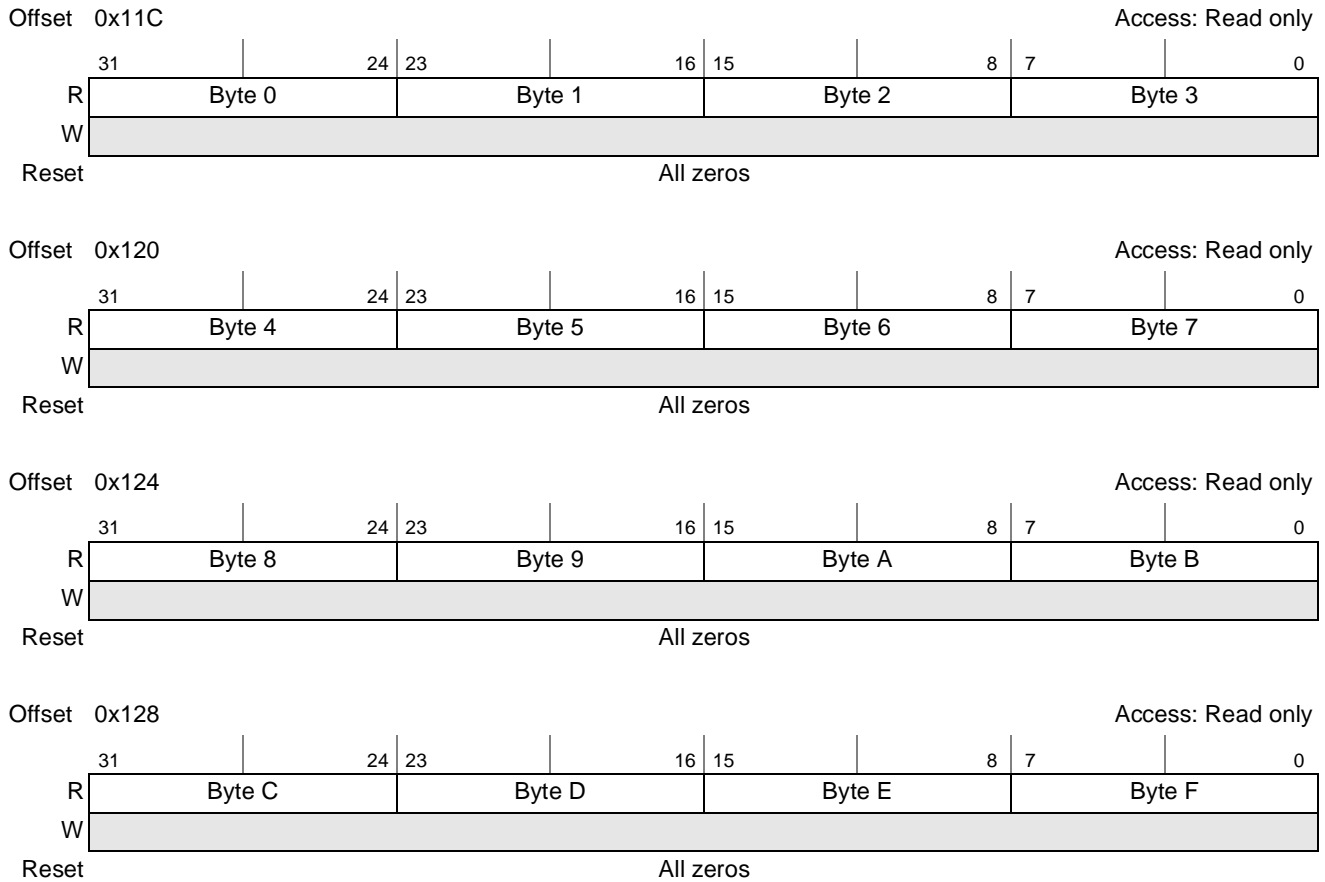 Offset 0x11C Access: Read only
31 24 23 16 15 8 7 0
R Byte 0 Byte 1 Byte 2 Byte 3
W
Reset All zeros
Offset 0x120 Access: Read only
31 24 23 16 15 8 7 0
R Byte 4 Byte 5 Byte 6 Byte 7
W
Reset All zeros
Offset 0x124 Access: Read only
31 24 23 16 15 8 7 0
R Byte 8 Byte 9 Byte A Byte B
W
Reset All zeros
Offset 0x128 Access: Read only
31 24 23 16 15 8 7 0
R Byte C Byte D Byte E Byte F
W
Reset All zeros